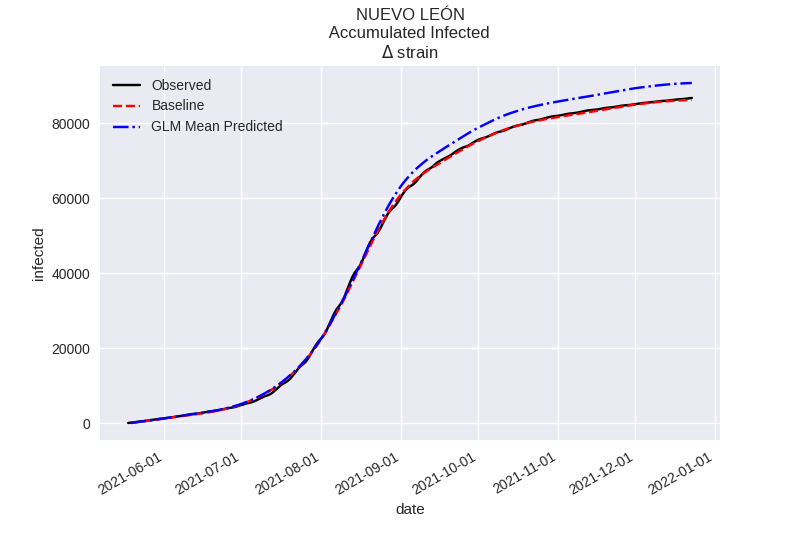 NUEVO LEÓN
Accumulated Infected
Δ strain
Observed
Baseline
GLM Mean Predicted
80000
60000
40000
20000
0
infected
2021-06-01
2021-07-01
2021-08-01
2021-09-01
2021-10-01
2021-11-01
2021-12-01
2022-01-01
date